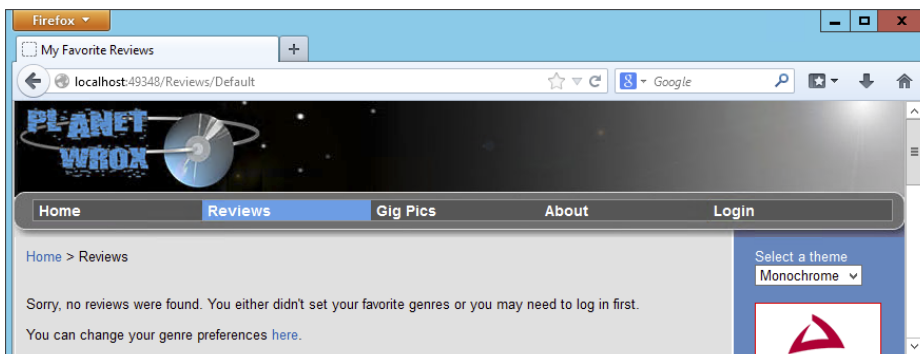 Firefox
My Favorite Reviews
localhost:49348/Reviews/Default
8 Google
PLANET
WROX
Home Reviews Gig Pics About Login
Home > Reviews
Select a theme
Monochrome
Sorry, no reviews were found. You either didn't set your favorite genres or you may need to log in first.
You can change your genre preferences here.